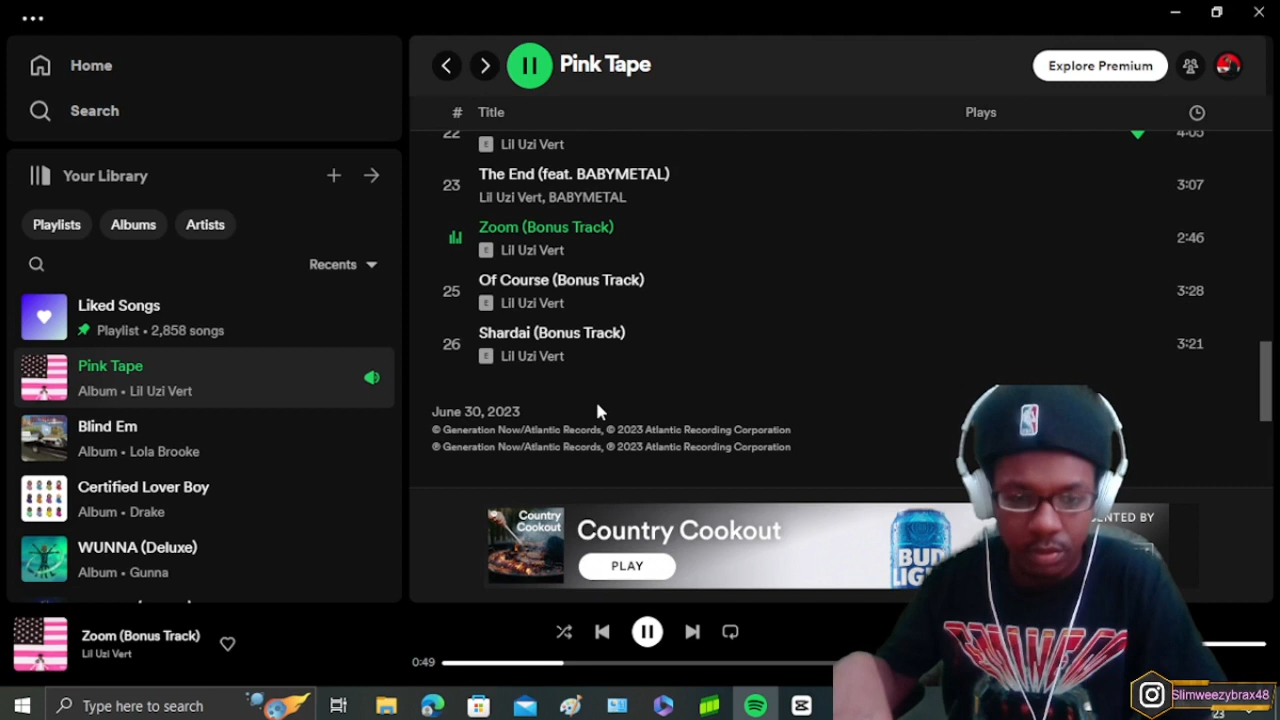 Home
Search
Your Library
Playlists
Albums
Artists
Recents
Liked Songs
Playlist • 2,858 songs
Pink Tape
Album • Lil Uzi Vert
Blind Em
Album • Lola Brooke
Certified Lover Boy
Album • Drake
WUNNA (Deluxe)
Album • Gunna
Pink Tape
Explore Premium
# Title Plays
22 4:05
E Lil Uzi Vert
23 The End (feat. BABYMETAL) 3:07
Lil Uzi Vert, BABYMETAL
Zoom (Bonus Track) 2:46
E Lil Uzi Vert
25 Of Course (Bonus Track) 3:28
E Lil Uzi Vert
26 Shardai (Bonus Track) 3:21
E Lil Uzi Vert
June 30, 2023
© Generation Now/Atlantic Records, © 2023 Atlantic Recording Corporation
℗ Generation Now/Atlantic Records, ℗ 2023 Atlantic Recording Corporation
Country Cookout
Country Cookout
PLAY
BUD
Zoom (Bonus Track)
Lil Uzi Vert
0:49
Type here to search
Slimweezybrax48
23